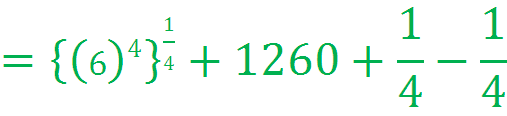 = {(6)^4}^{1/4} + 1260 + 1/4 − 1/4